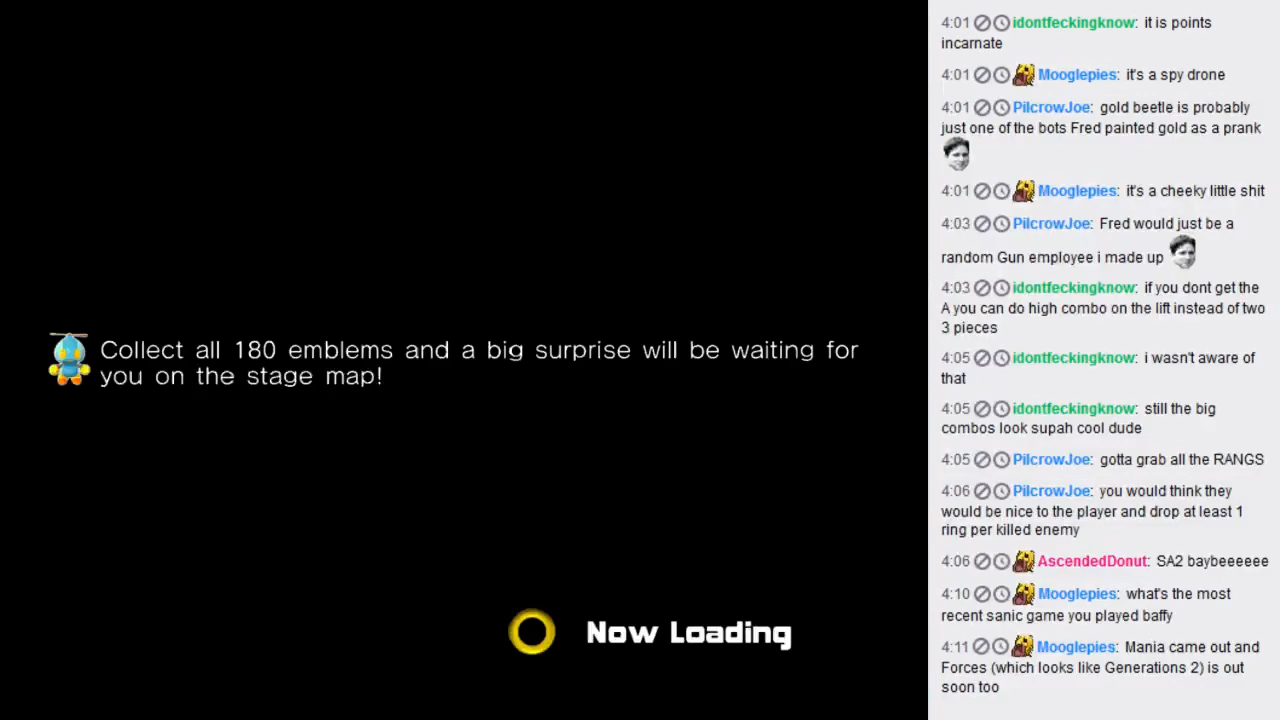 Collect all 180 emblems and a big surprise will be waiting for
you on the stage map!
Now Loading
4:01 idontfeckingknow: it is points
incarnate
4:01 Mooglepies: it's a spy drone
4:01 PilcrowJoe: gold beetle is probably
just one of the bots Fred painted gold as a prank
4:01 Mooglepies: it's a cheeky little shit
4:03 PilcrowJoe: Fred would just be a
random Gun employee i made up
4:03 idontfeckingknow: if you dont get the
A you can do high combo on the lift instead of two
3 pieces
4:05 idontfeckingknow: i wasn't aware of
that
4:05 idontfeckingknow: still the big
combos look supah cool dude
4:05 PilcrowJoe: gotta grab all the RANGS
4:06 PilcrowJoe: you would think they
would be nice to the player and drop at least 1
ring per killed enemy
4:06 AscendedDonut: SA2 baybeeeeee
4:10 Mooglepies: what's the most
recent sanic game you played baffy
4:11 Mooglepies: Mania came out and
Forces (which looks like Generations 2) is out
soon too